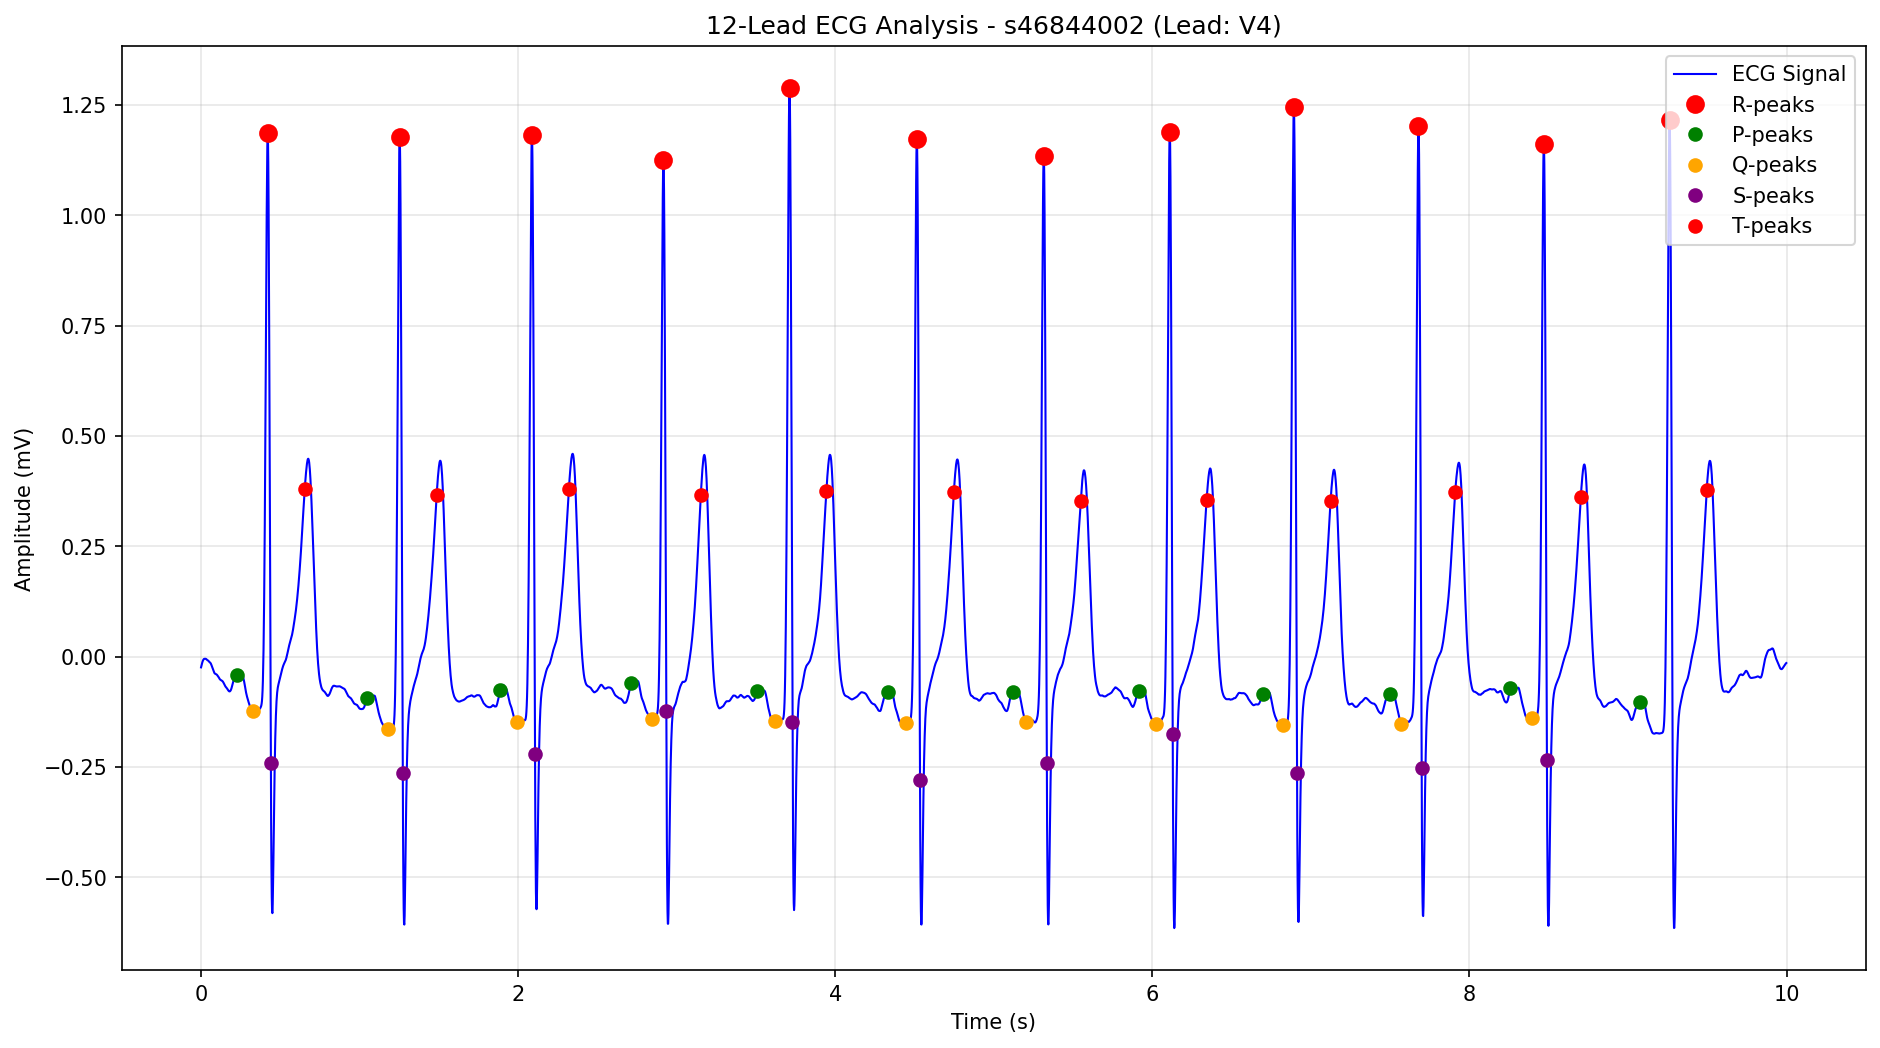 12-Lead ECG Analysis - s46844002 (Lead: V4)
ECG Signal
R-peaks
P-peaks
Q-peaks
S-peaks
T-peaks
Amplitude (mV)
1.25
1.00
0.75
0.50
0.25
0.00
−0.25
−0.50
0 2 4 6 8 10
Time (s)